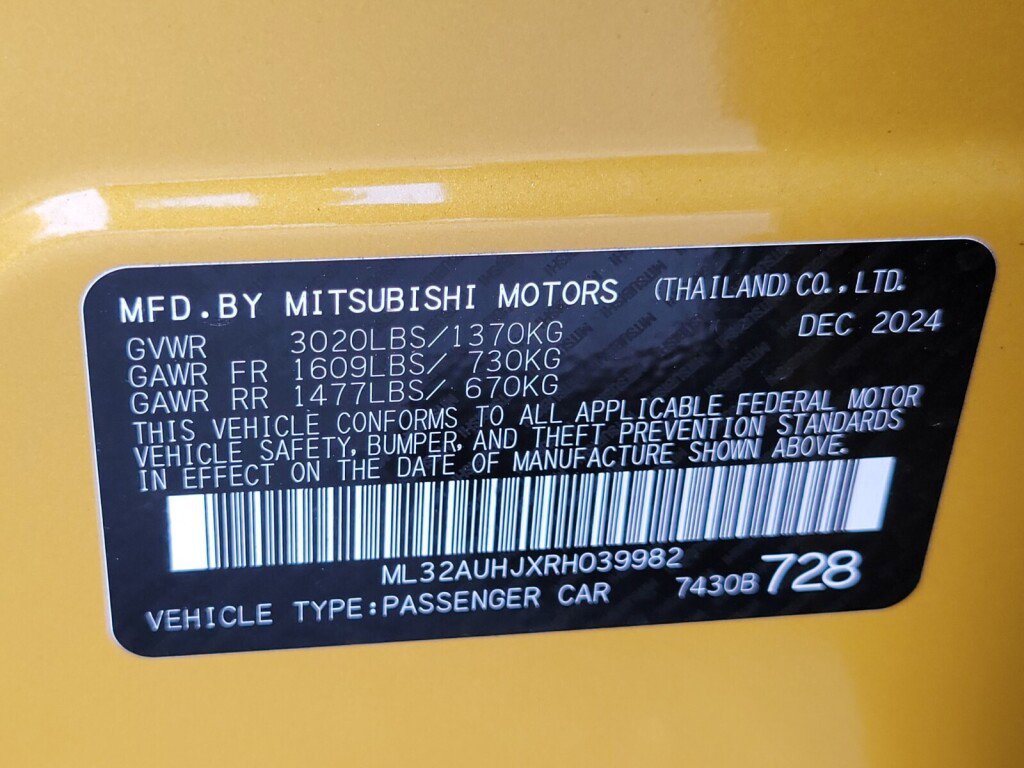 MFD.BY MITSUBISHI MOTORS (THAILAND) CO.,LTD.
DEC 2024
GVWR 3020LBS/1370KG
GAWR FR 1609LBS/ 730KG
GAWR RR 1477LBS/ 670KG
THIS VEHICLE CONFORMS TO ALL APPLICABLE FEDERAL MOTOR
VEHICLE SAFETY, BUMPER, AND THEFT PREVENTION STANDARDS
IN EFFECT ON THE DATE OF MANUFACTURE SHOWN ABOVE.
ML32AUHJXRH039982
7430B 728
VEHICLE TYPE:PASSENGER CAR